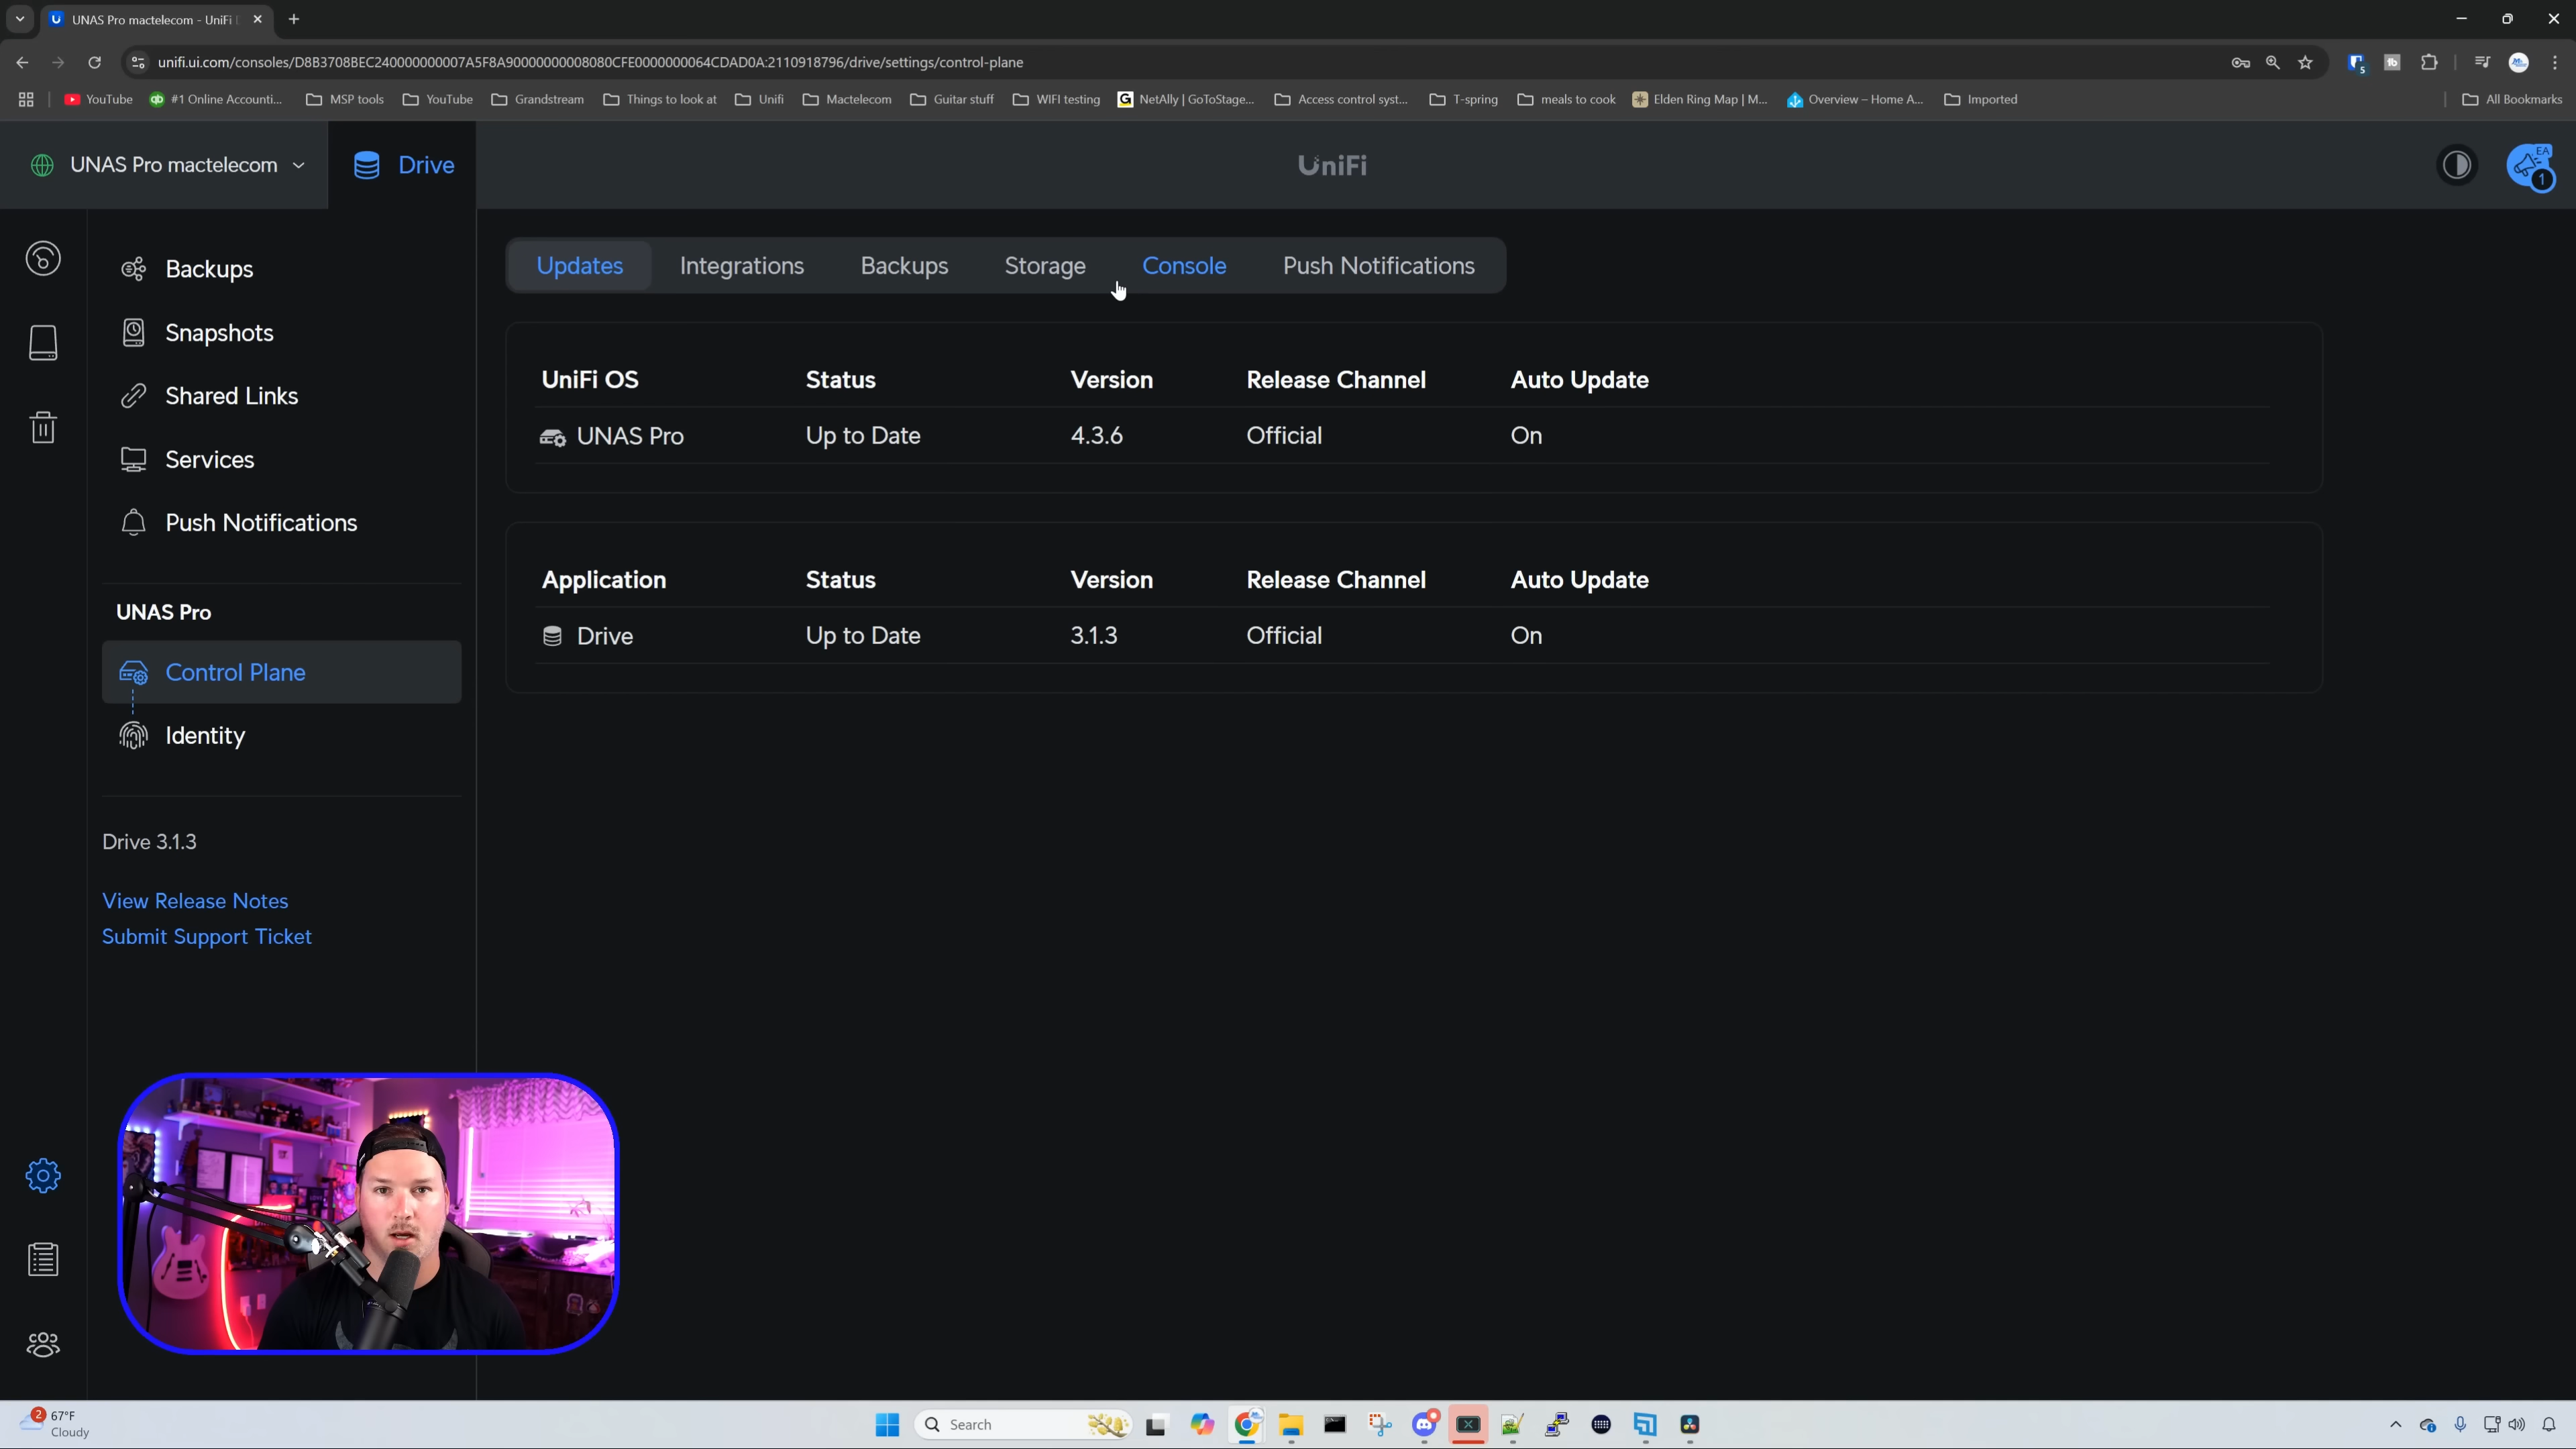 UNAS Pro mactelecom - UniFi
unifi.ui.com/consoles/D8B3708BEC240000000007A5F8A90000000008080CFE0000000064CDAD0A:2110918796/drive/settings/control-plane
YouTube
#1 Online Accounti...
MSP tools
YouTube
Grandstream
Things to look at
Unifi
Mactelecom
Guitar stuff
WIFI testing
NetAlly | GoToStage...
Access control syst...
T-spring
meals to cook
Elden Ring Map | M...
Overview – Home A...
Imported
All Bookmarks
UNAS Pro mactelecom
Drive
UniFi
EA
1
Backups
Snapshots
Shared Links
Services
Push Notifications
UNAS Pro
Control Plane
Identity
Drive 3.1.3
View Release Notes
Submit Support Ticket
Updates Integrations Backups Storage Console Push Notifications
UniFi OS Status Version Release Channel Auto Update
UNAS Pro Up to Date 4.3.6 Official On
Application Status Version Release Channel Auto Update
Drive Up to Date 3.1.3 Official On
2
67°F
Cloudy
Search